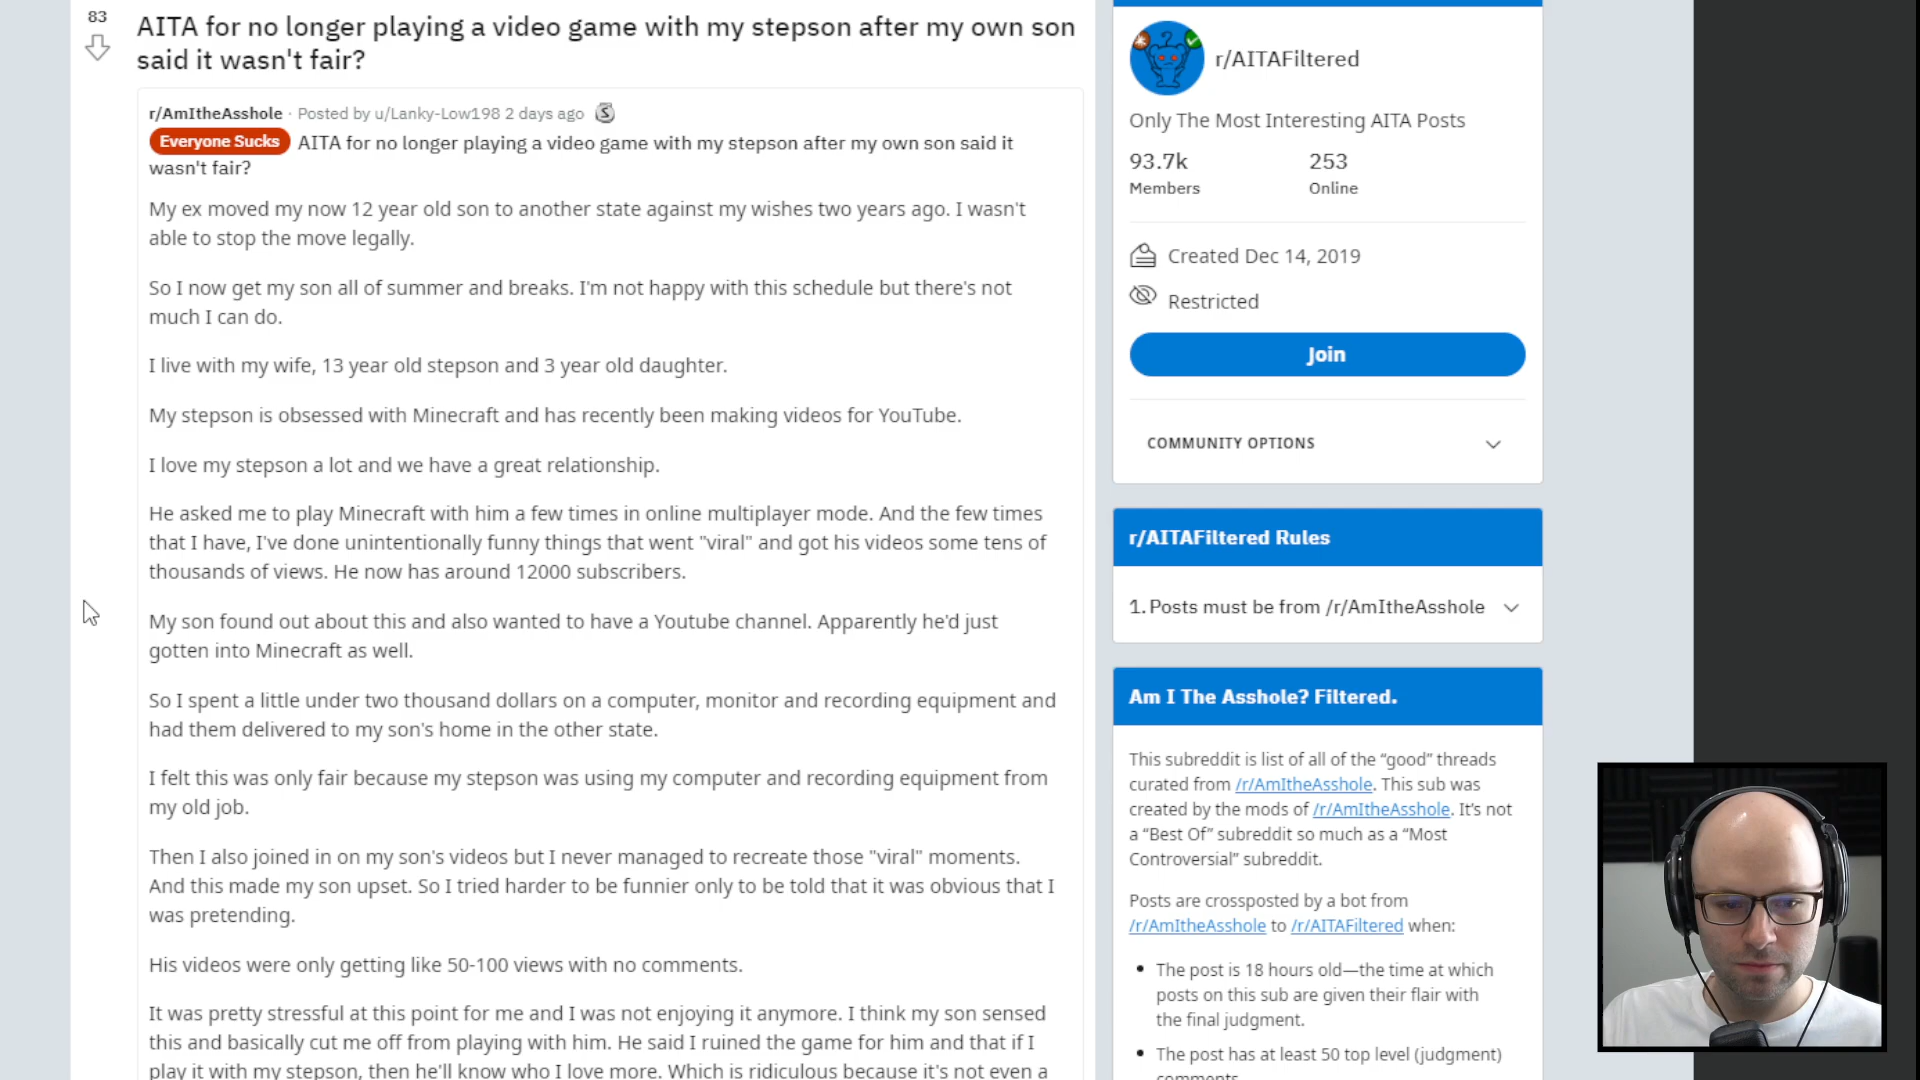 83
AITA for no longer playing a video game with my stepson after my own son
said it wasn't fair?
r/AmItheAsshole · Posted by u/Lanky-Low198 2 days ago
Everyone Sucks AITA for no longer playing a video game with my stepson after my own son said it
wasn't fair?
My ex moved my now 12 year old son to another state against my wishes two years ago. I wasn't
able to stop the move legally.
So I now get my son all of summer and breaks. I'm not happy with this schedule but there's not
much I can do.
I live with my wife, 13 year old stepson and 3 year old daughter.
My stepson is obsessed with Minecraft and has recently been making videos for YouTube.
I love my stepson a lot and we have a great relationship.
He asked me to play Minecraft with him a few times in online multiplayer mode. And the few times
that I have, I've done unintentionally funny things that went "viral" and got his videos some tens of
thousands of views. He now has around 12000 subscribers.
My son found out about this and also wanted to have a Youtube channel. Apparently he'd just
gotten into Minecraft as well.
So I spent a little under two thousand dollars on a computer, monitor and recording equipment and
had them delivered to my son's home in the other state.
I felt this was only fair because my stepson was using my computer and recording equipment from
my old job.
Then I also joined in on my son's videos but I never managed to recreate those "viral" moments.
And this made my son upset. So I tried harder to be funnier only to be told that it was obvious that I
was pretending.
His videos were only getting like 50-100 views with no comments.
It was pretty stressful at this point for me and I was not enjoying it anymore. I think my son sensed
this and basically cut me off from playing with him. He said I ruined the game for him and that if I
play it with my stepson, then he'll know who I love more. Which is ridiculous because it's not even a
r/AITAFiltered
Only The Most Interesting AITA Posts
93.7k 253
Members Online
Created Dec 14, 2019
Restricted
Join
COMMUNITY OPTIONS
r/AITAFiltered Rules
1. Posts must be from /r/AmItheAsshole
Am I The Asshole? Filtered.
This subreddit is list of all of the “good” threads
curated from /r/AmItheAsshole. This sub was
created by the mods of /r/AmItheAsshole. It’s not
a “Best Of” subreddit so much as a “Most
Controversial” subreddit.
Posts are crossposted by a bot from
/r/AmItheAsshole to /r/AITAFiltered when:
• The post is 18 hours old—the time at which
posts on this sub are given their flair with
the final judgment.
• The post has at least 50 top level (judgment)
comments